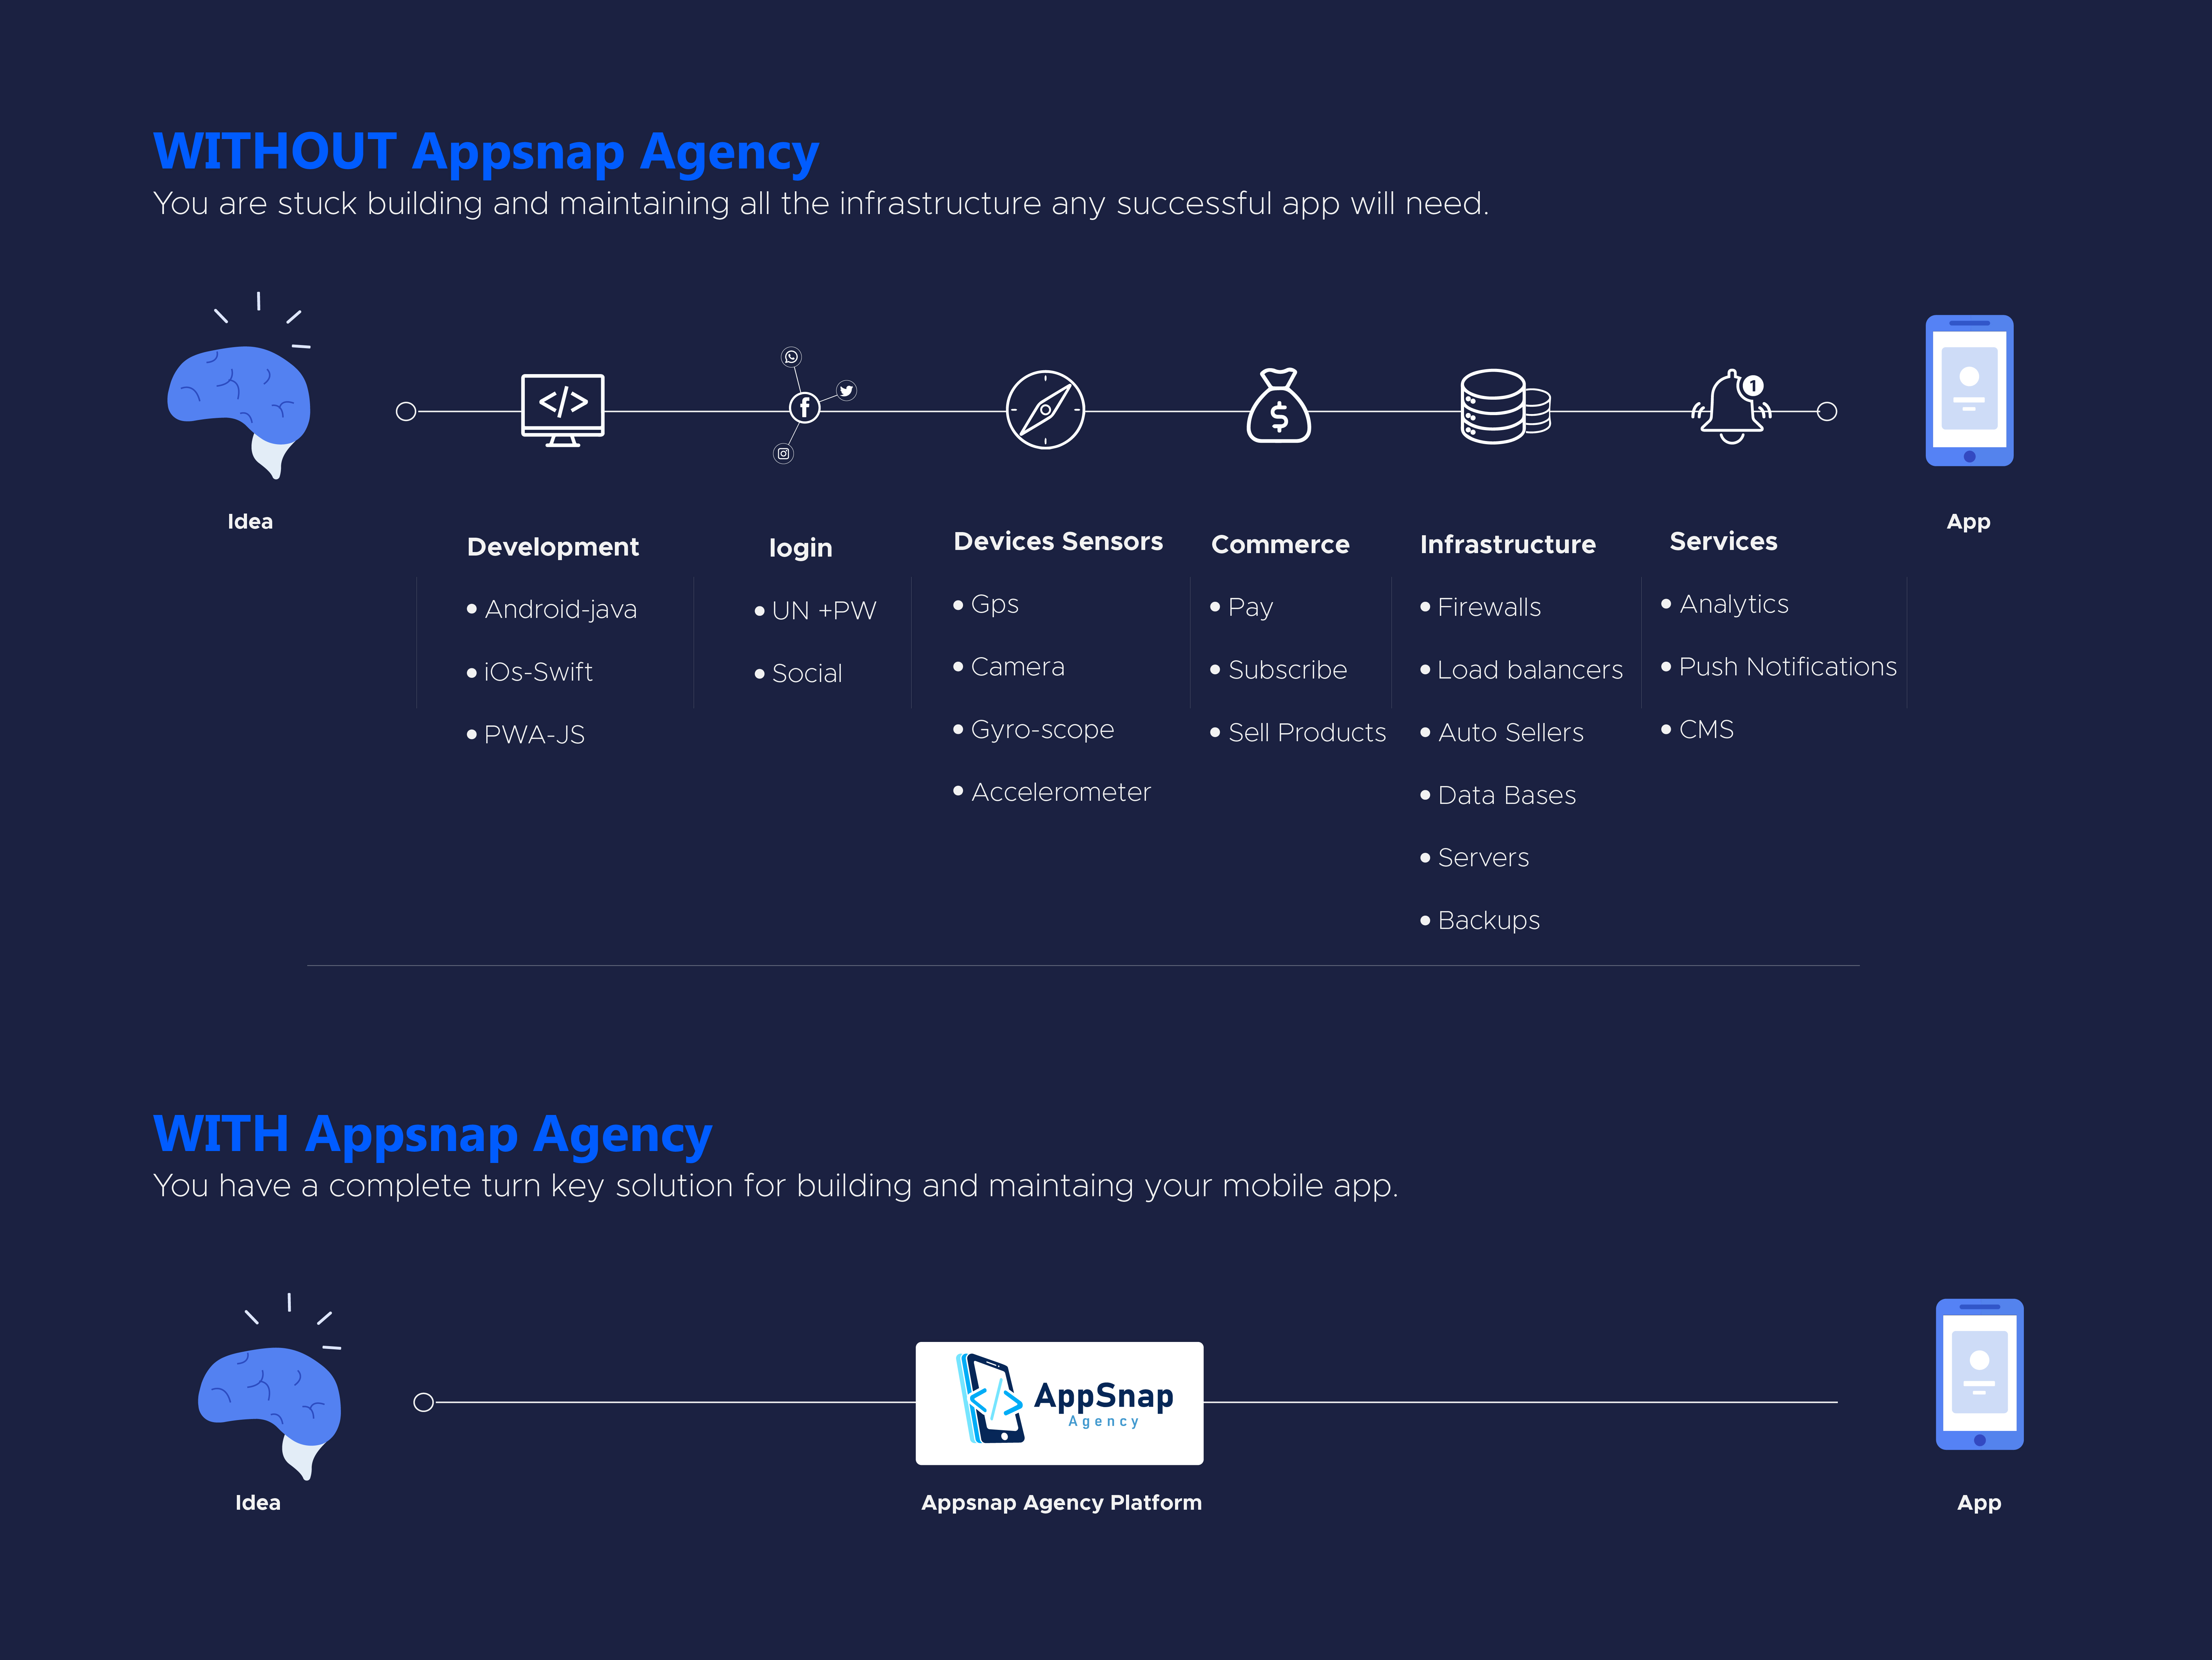 WITHOUT Appsnap Agency
You are stuck building and maintaining all the infrastructure any successful app will need.
1
f
</>
$
Idea
App
Development
Android-java
iOs-Swift
PWA-JS
login
UN +PW
Social
Devices Sensors
Gps
Camera
Gyro-scope
Accelerometer
Commerce
Pay
Subscribe
Sell Products
Infrastructure
Firewalls
Load balancers
Auto Sellers
Data Bases
Servers
Backups
Services
Analytics
Push Notifications
CMS
WITH Appsnap Agency
You have a complete turn key solution for building and maintaing your mobile app.
</>
AppSnap
Agency
Idea
Appsnap Agency Platform
App